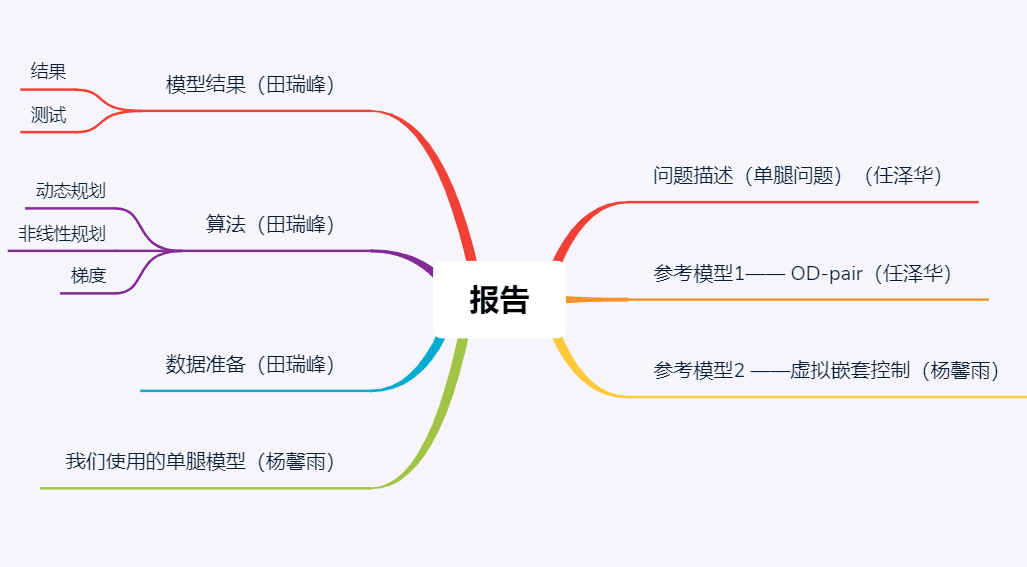 结果
模型结果（田瑞峰）
测试
问题描述（单腿问题）（任泽华）
动态规划
算法（田瑞峰）
非线性规划
梯度
参考模型1—— OD-pair（任泽华）
报告
数据准备（田瑞峰）
参考模型2 ——虚拟嵌套控制（杨馨雨）
我们使用的单腿模型（杨馨雨）